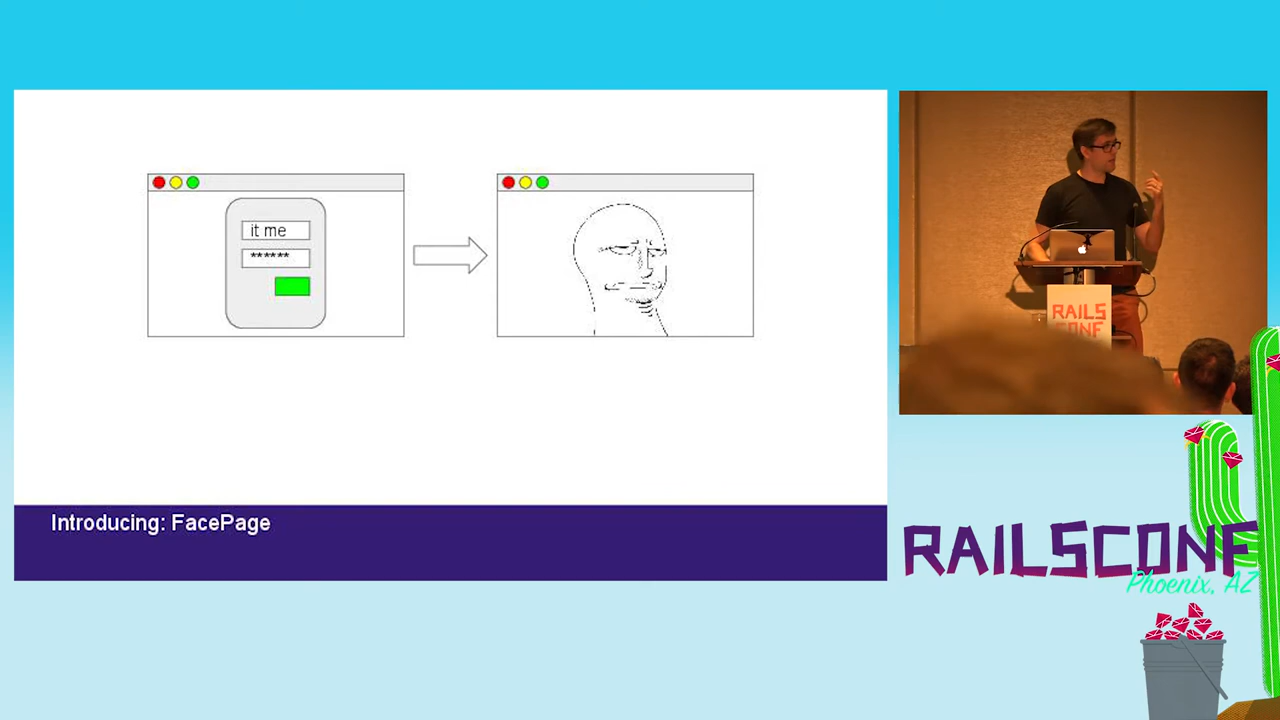 it me
******
Introducing: FacePage
RAILS
CONF
RAILSCONF
Phoenix, AZ